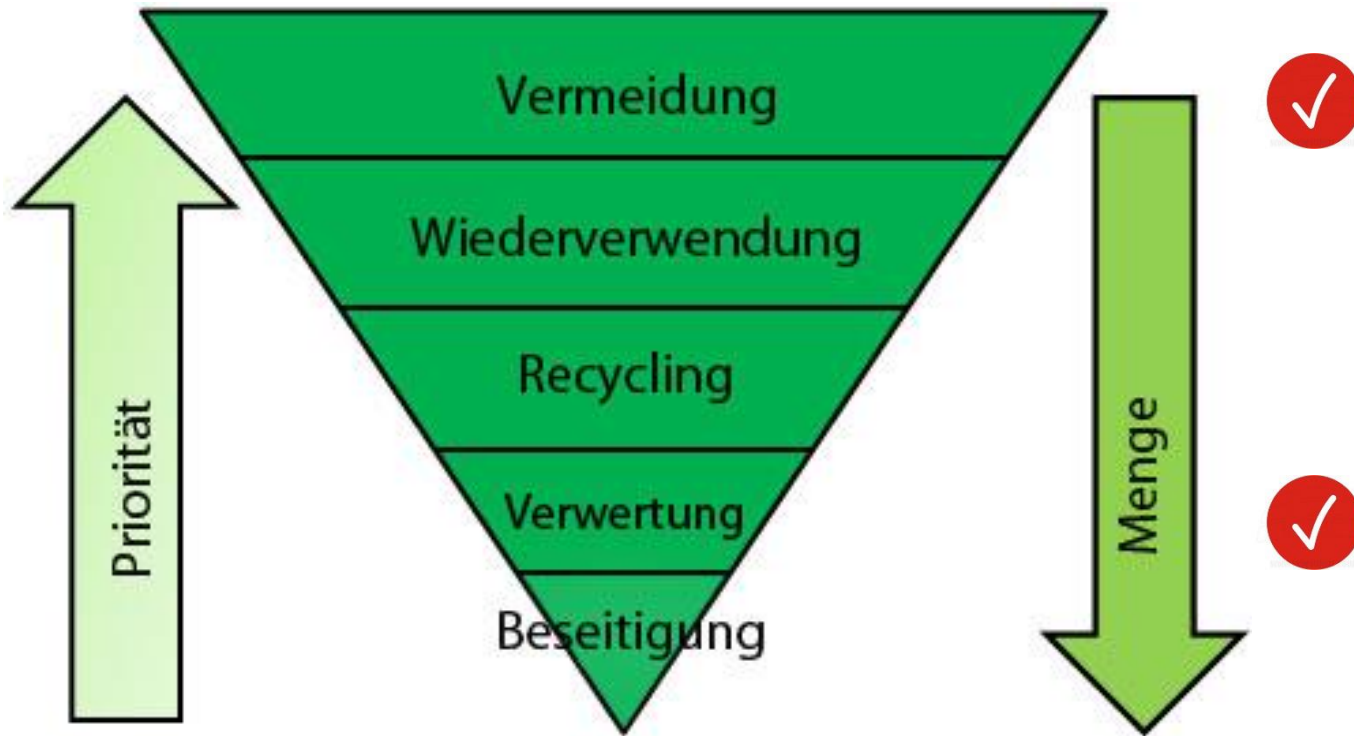 Vermeidung
Wiederverwendung
Recycling
Verwertung
Beseitigung
Priorität
Menge